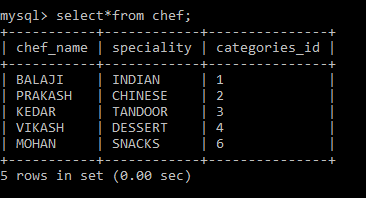 mysql> select*from chef;
+-----------+------------+---------------+
| chef_name | speciality | categories_id |
+-----------+------------+---------------+
| BALAJI    | INDIAN     | 1             |
| PRAKASH   | CHINESE    | 2             |
| KEDAR     | TANDOOR    | 3             |
| VIKASH    | DESSERT    | 4             |
| MOHAN     | SNACKS     | 6             |
+-----------+------------+---------------+
5 rows in set (0.00 sec)